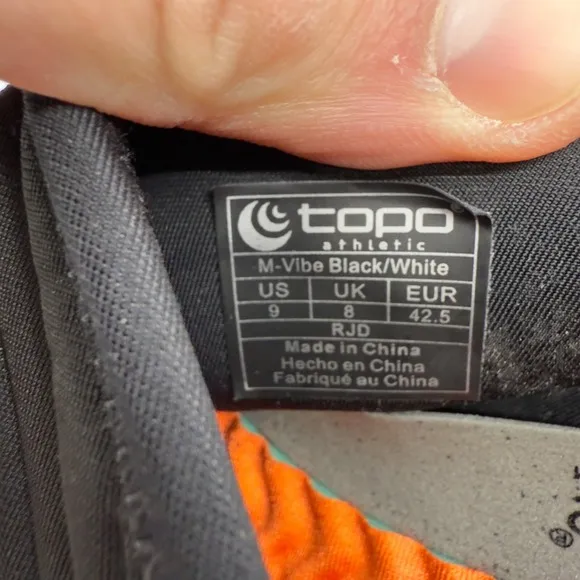 topo
athletic
M-Vibe Black/White
US UK EUR
9 8 42.5
RJD
Made in China
Hecho en China
Fabriqué au China